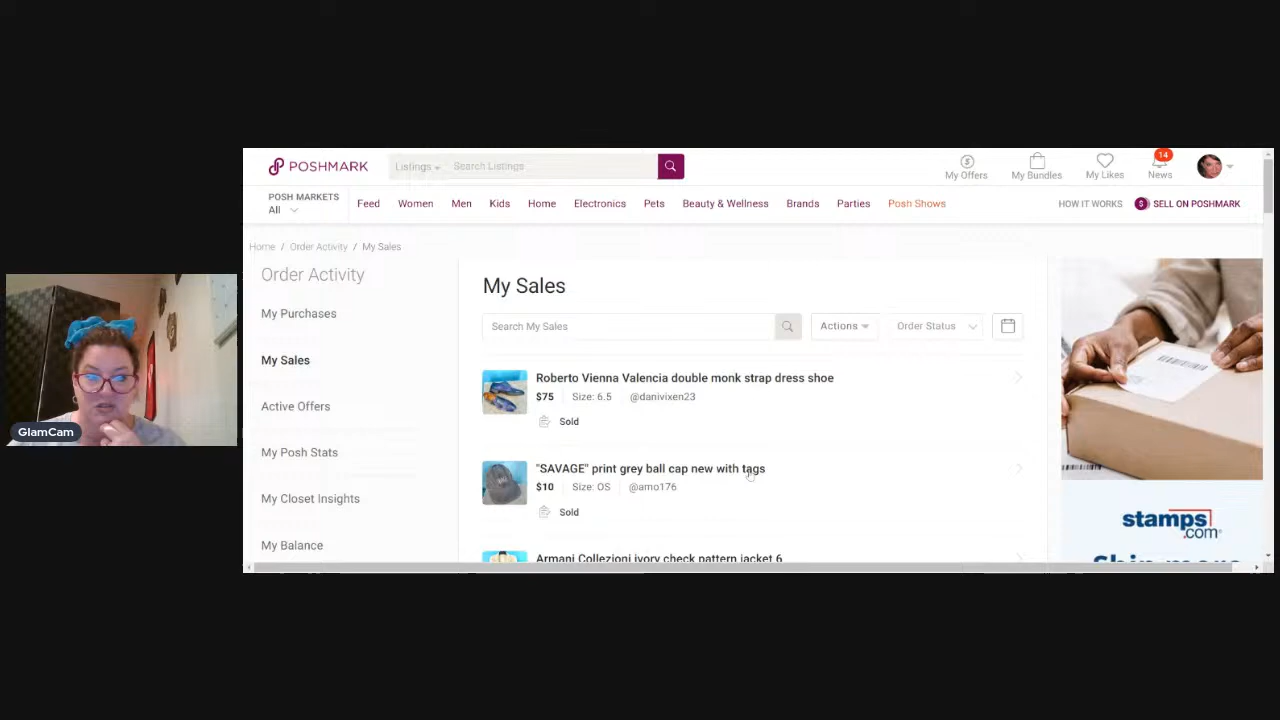 POSHMARK
Listings
Search Listings
My Offers
My Bundles
My Likes
14
News
POSH MARKETS
All
Feed
Women
Men
Kids
Home
Electronics
Pets
Beauty & Wellness
Brands
Parties
Posh Shows
HOW IT WORKS
$ SELL ON POSHMARK
Home / Order Activity / My Sales
Order Activity
My Purchases
My Sales
Active Offers
My Posh Stats
My Closet Insights
My Balance
My Sales
Search My Sales
Actions
Order Status
Roberto Vienna Valencia double monk strap dress shoe
$75 | Size: 6.5 | @danivixen23
Sold
"SAVAGE" print grey ball cap new with tags
$10 | Size: OS | @amo176
Sold
Armani Collezioni ivory check pattern jacket 6
stamps
.com
Ship more
GlamCam